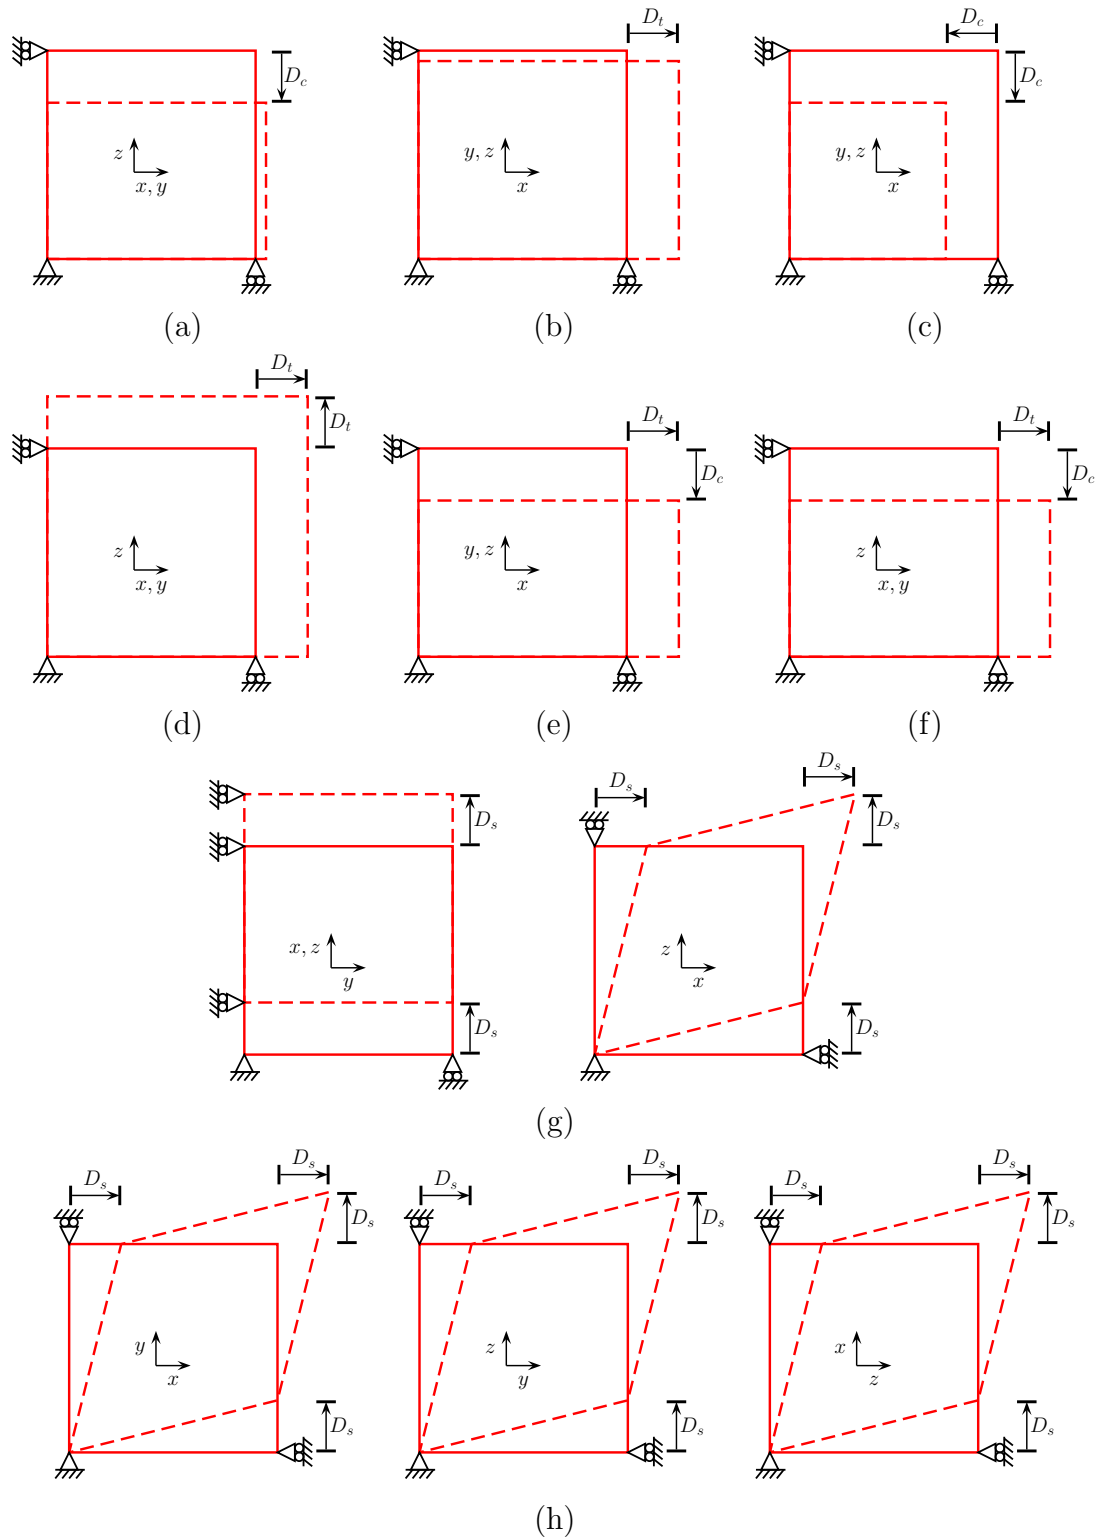 D_t D_c
D_c D_c
z y, z y, z
x, y x x
(a) (b) (c)
D_t
D_t D_t D_t
D_c D_c
z y, z z
x, y x x, y
(d) (e) (f)
D_s D_s
D_s D_s
x, z z
y x
D_s D_s
(g)
D_s D_s D_s D_s D_s D_s
D_s D_s D_s
y z x
x y z
D_s D_s D_s
(h)